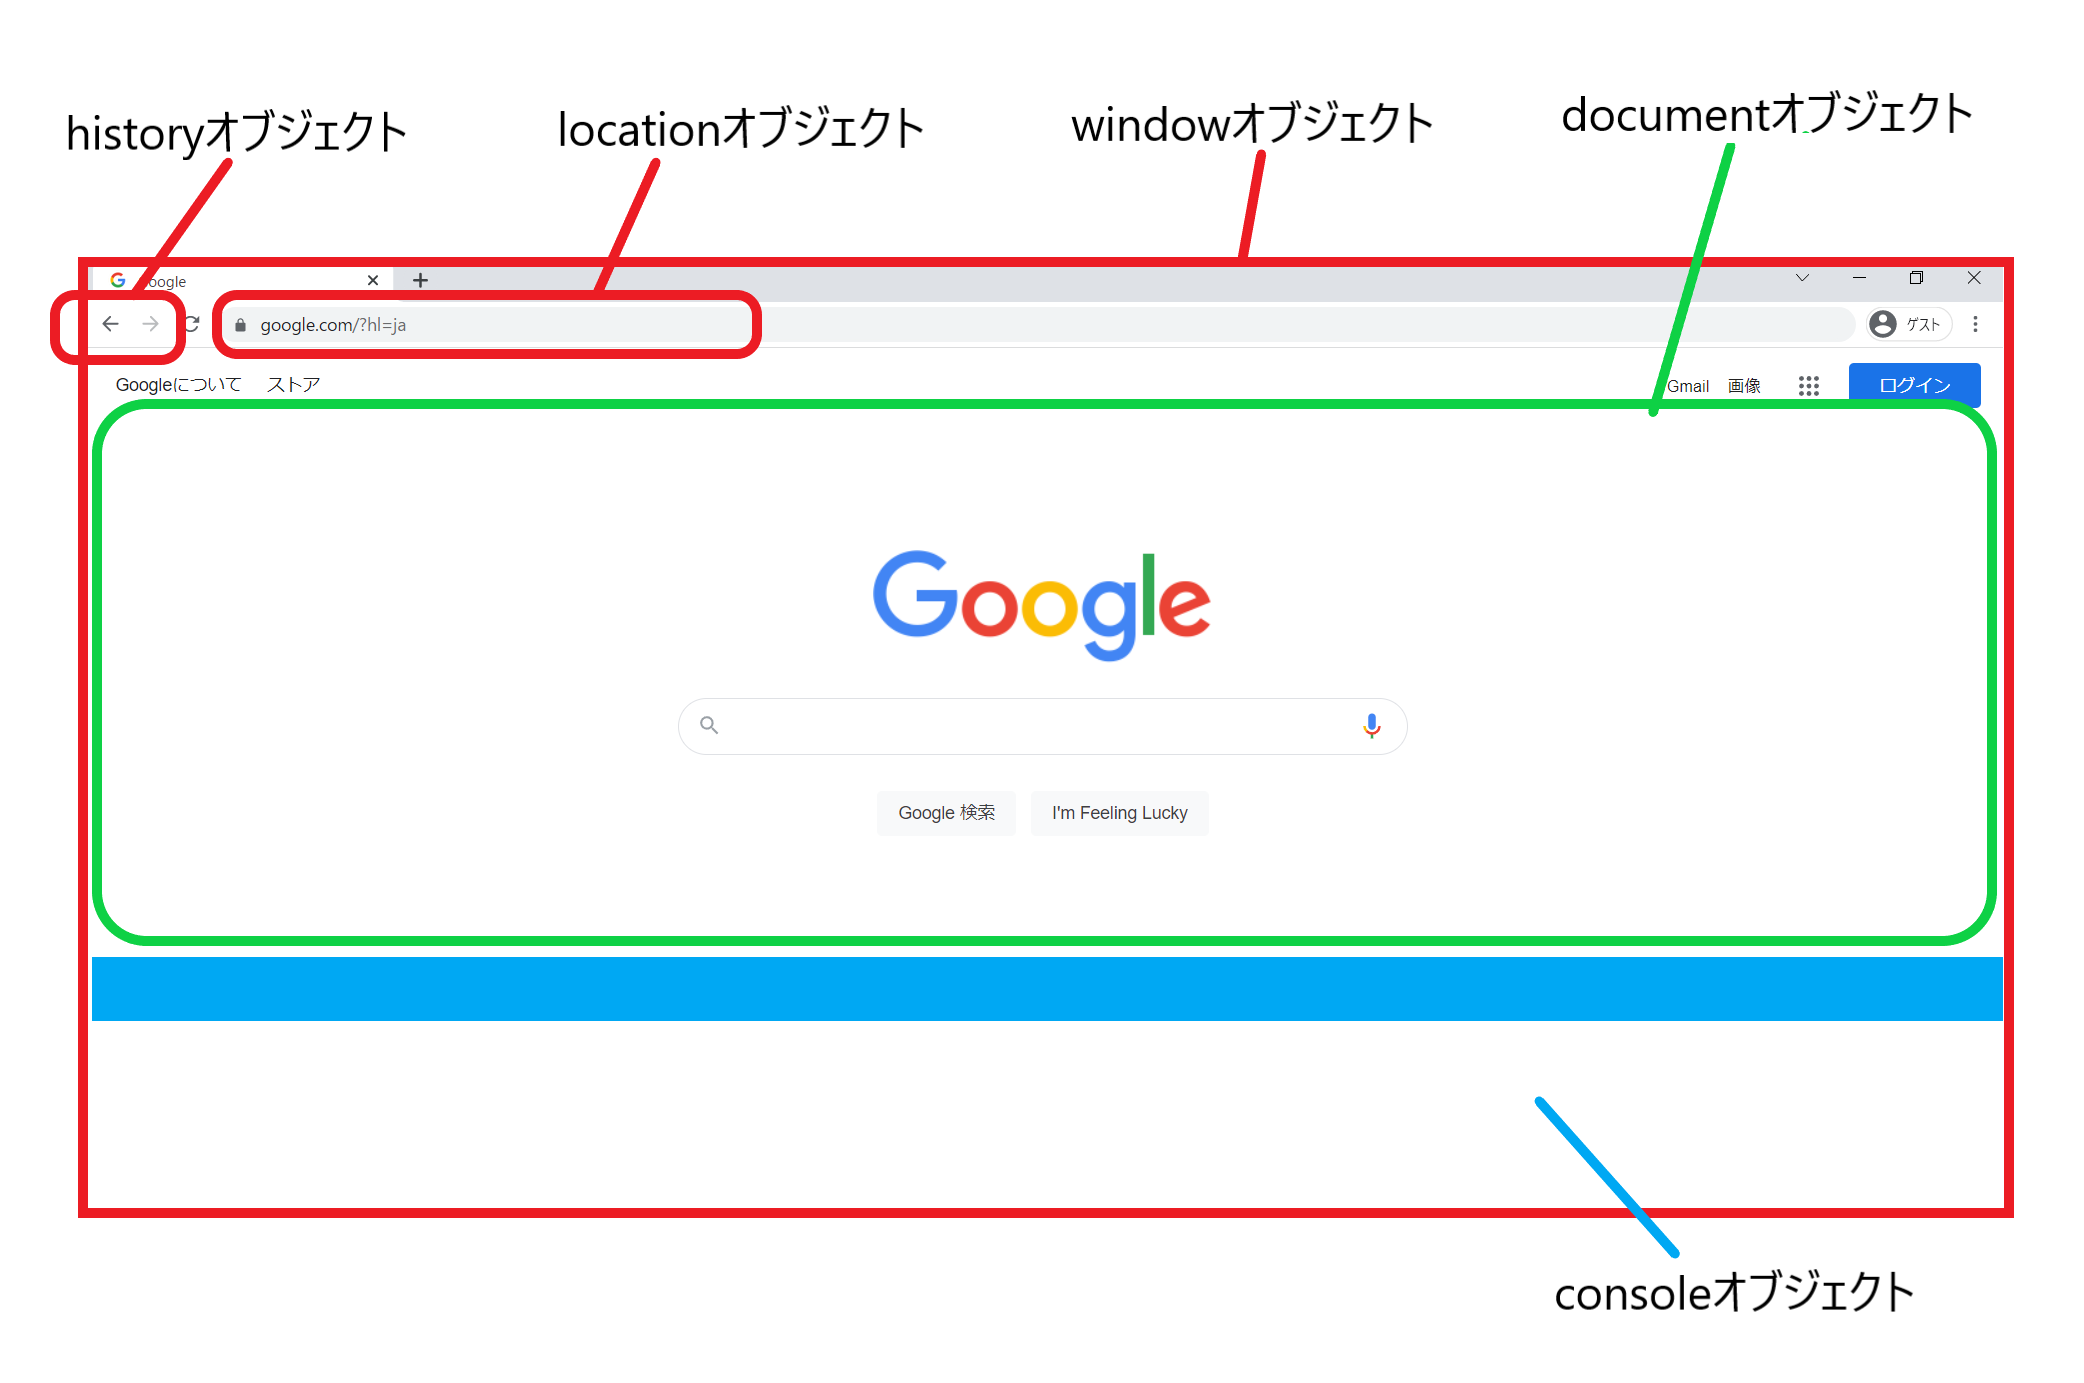 historyオブジェクト
locationオブジェクト
windowオブジェクト
documentオブジェクト
oogle
google.com/?hl=ja
ゲスト
Googleについて
ストア
Gmail
画像
ログイン
Google
Google 検索
I'm Feeling Lucky
consoleオブジェクト